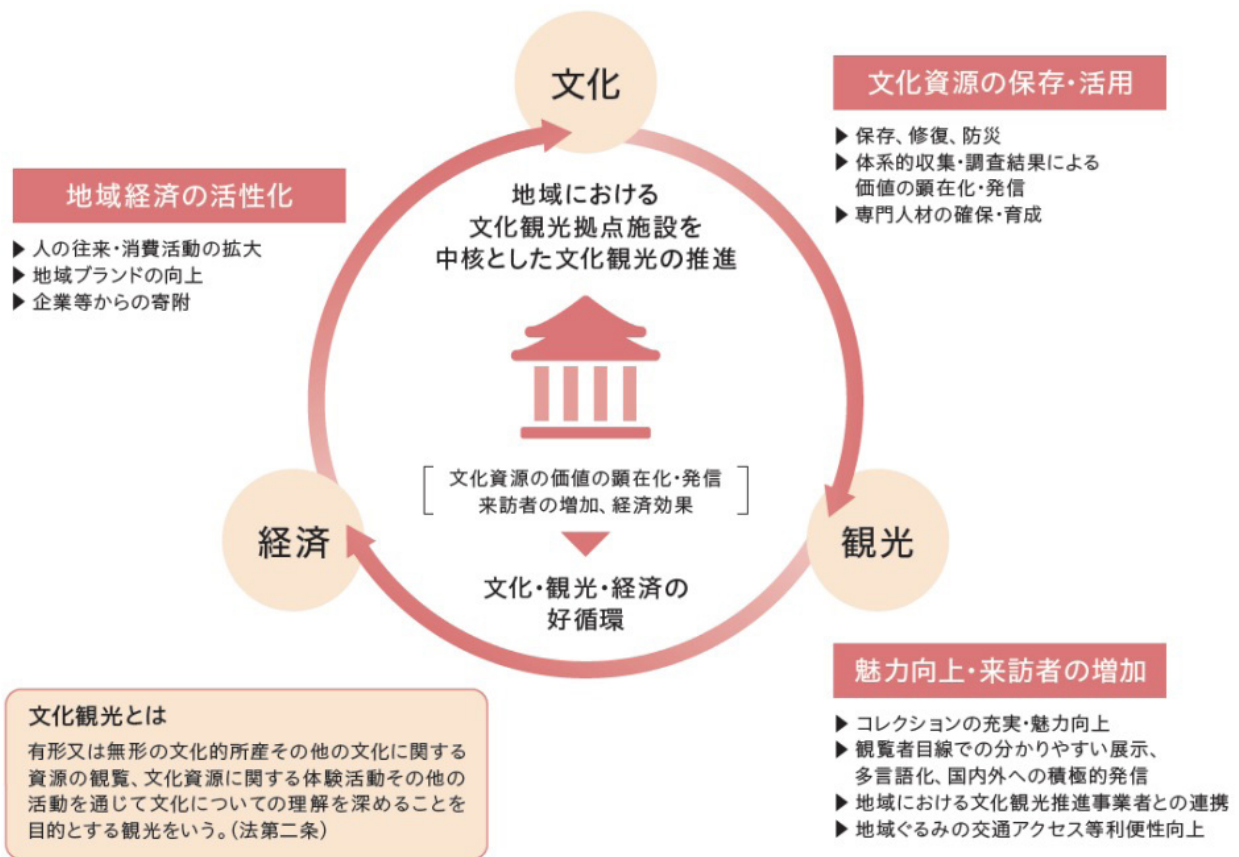 文化
文化資源の保存・活用
▶ 保存、修復、防災
▶ 体系的収集・調査結果による
価値の顕在化・発信
▶ 専門人材の確保・育成
地域経済の活性化
▶ 人の往来・消費活動の拡大
▶ 地域ブランドの向上
▶ 企業等からの寄附
地域における
文化観光拠点施設を
中核とした文化観光の推進
文化資源の価値の顕在化・発信
来訪者の増加、経済効果
文化・観光・経済の
好循環
経済
観光
魅力向上・来訪者の増加
▶ コレクションの充実・魅力向上
▶ 観覧者目線での分かりやすい展示、
多言語化、国内外への積極的発信
▶ 地域における文化観光推進事業者との連携
▶ 地域ぐるみの交通アクセス等利便性向上
文化観光とは
有形又は無形の文化的所産その他の文化に関する
資源の観覧、文化資源に関する体験活動その他の
活動を通じて文化についての理解を深めることを
目的とする観光をいう。(法第二条)